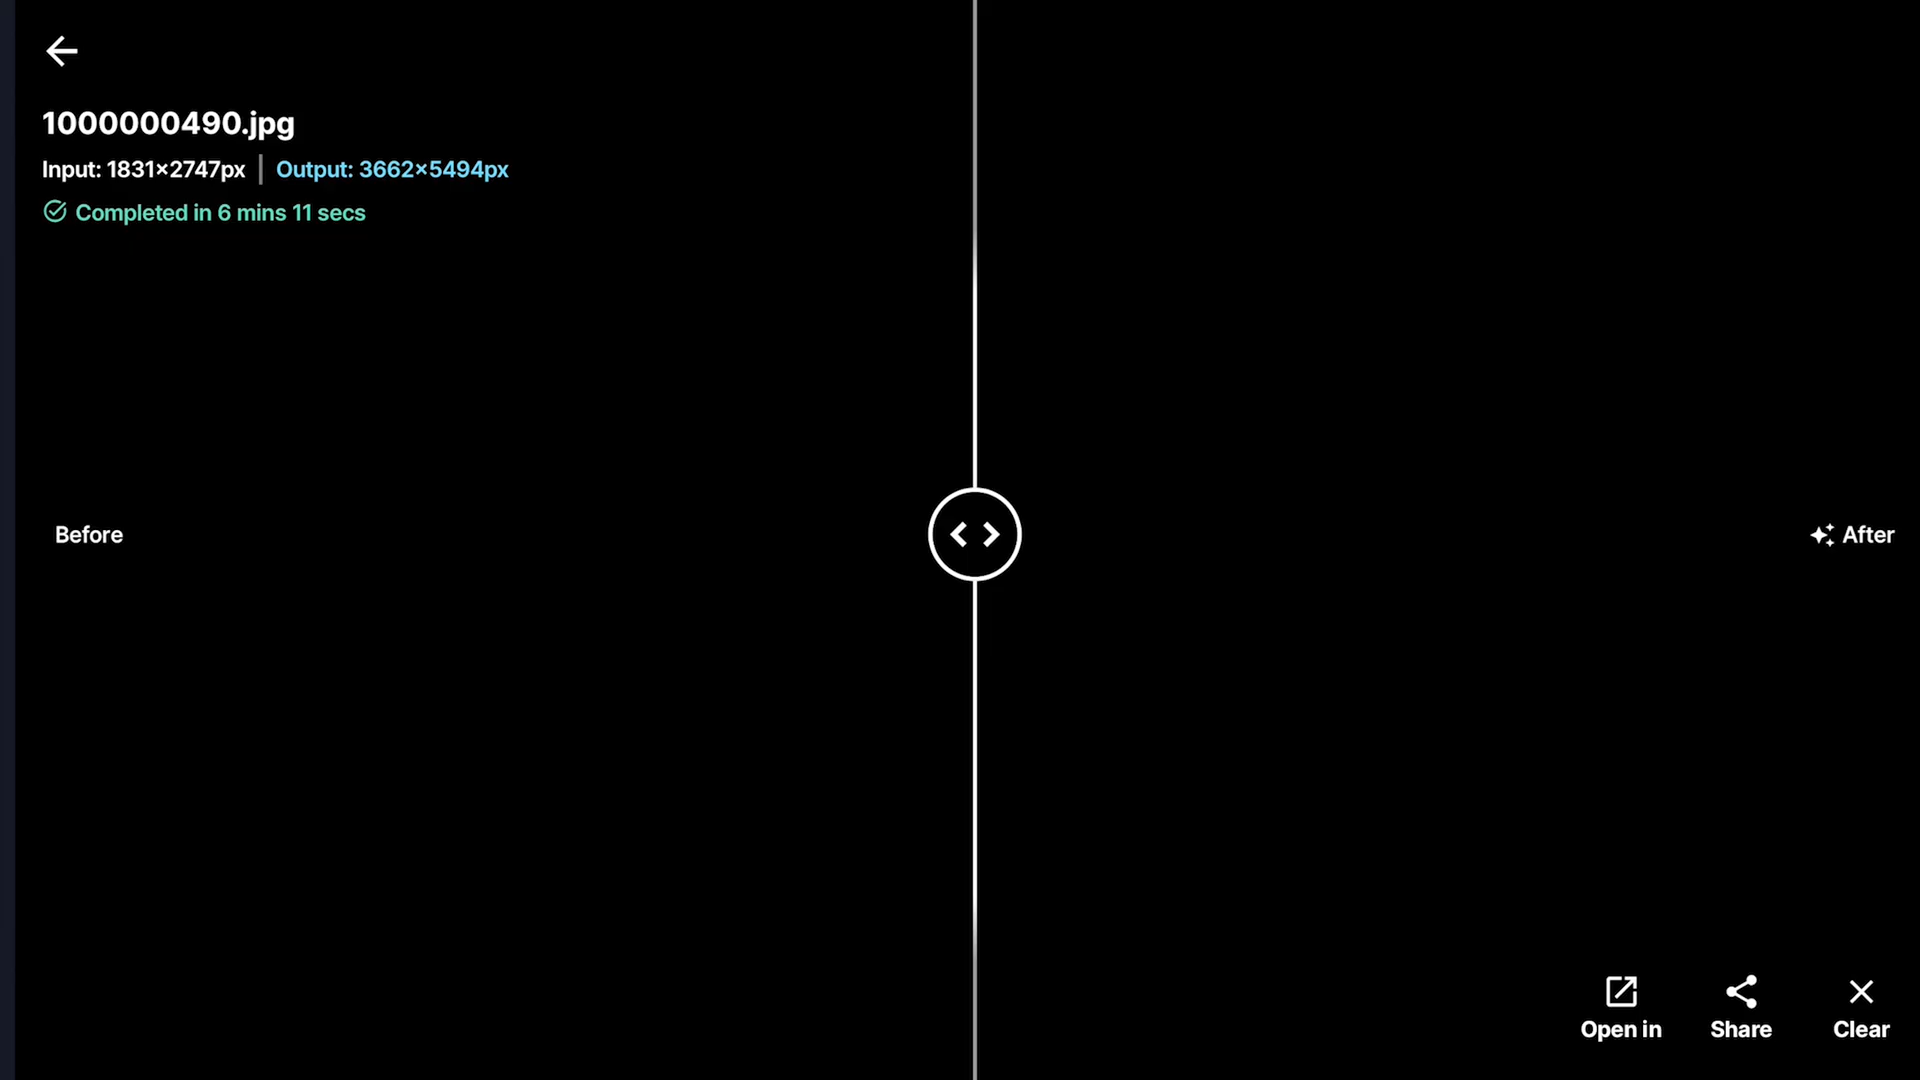 1000000490.jpg
Input: 1831×2747px | Output: 3662×5494px
Completed in 6 mins 11 secs
Before
After
Open in
Share
Clear